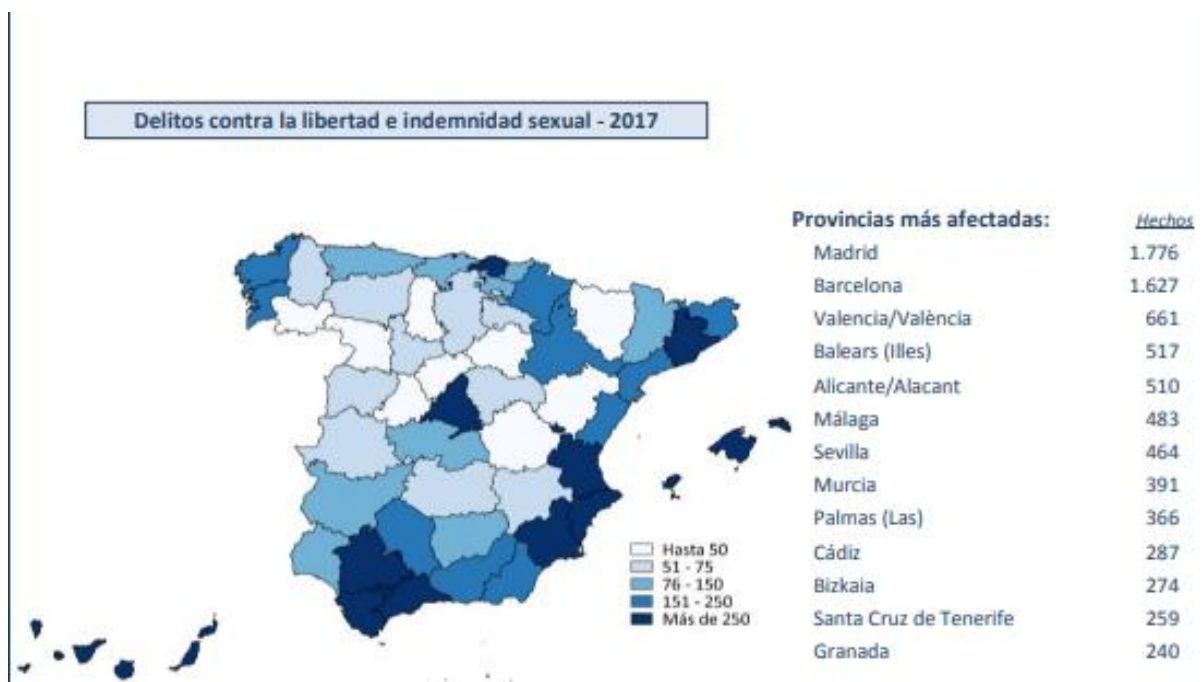 Delitos contra la libertad e indemnidad sexual - 2017
Provincias más afectadas: Hechos
Madrid 1.776
Barcelona 1.627
Valencia/València 661
Balears (Illes) 517
Alicante/Alacant 510
Málaga 483
Sevilla 464
Murcia 391
Palmas (Las) 366
Cádiz 287
Bizkaia 274
Santa Cruz de Tenerife 259
Granada 240
Hasta 50
51 - 75
76 - 150
151 - 250
Más de 250